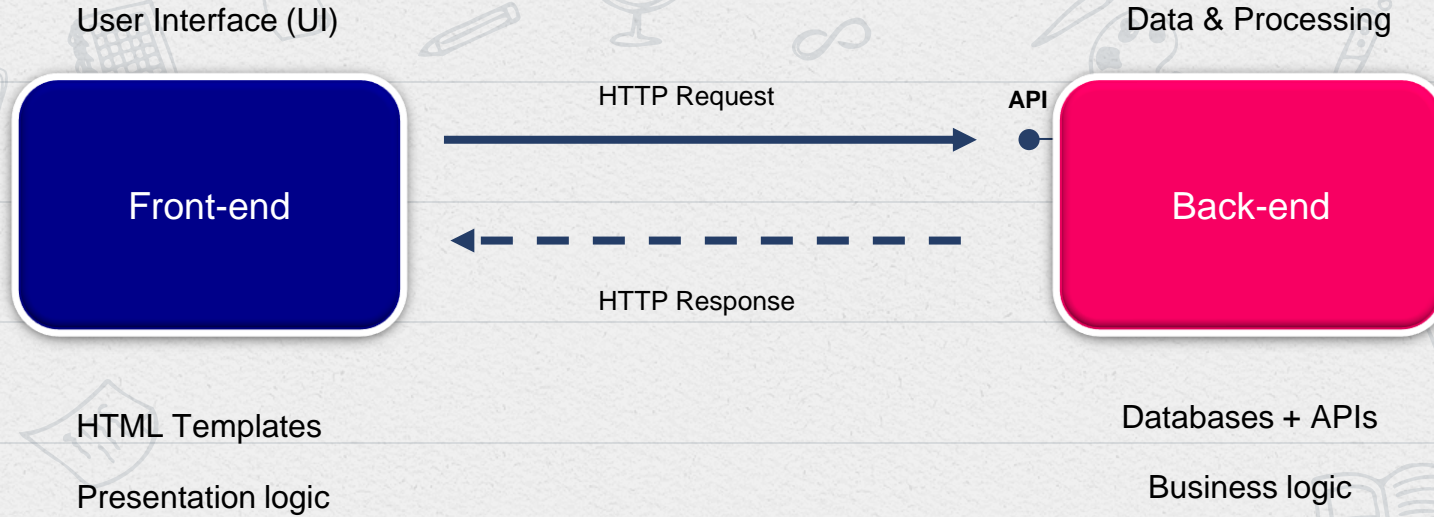 User Interface (UI)
Data & Processing
HTTP Request
API
Front-end
Back-end
HTTP Response
HTML Templates
Databases + APIs
Presentation logic
Business logic